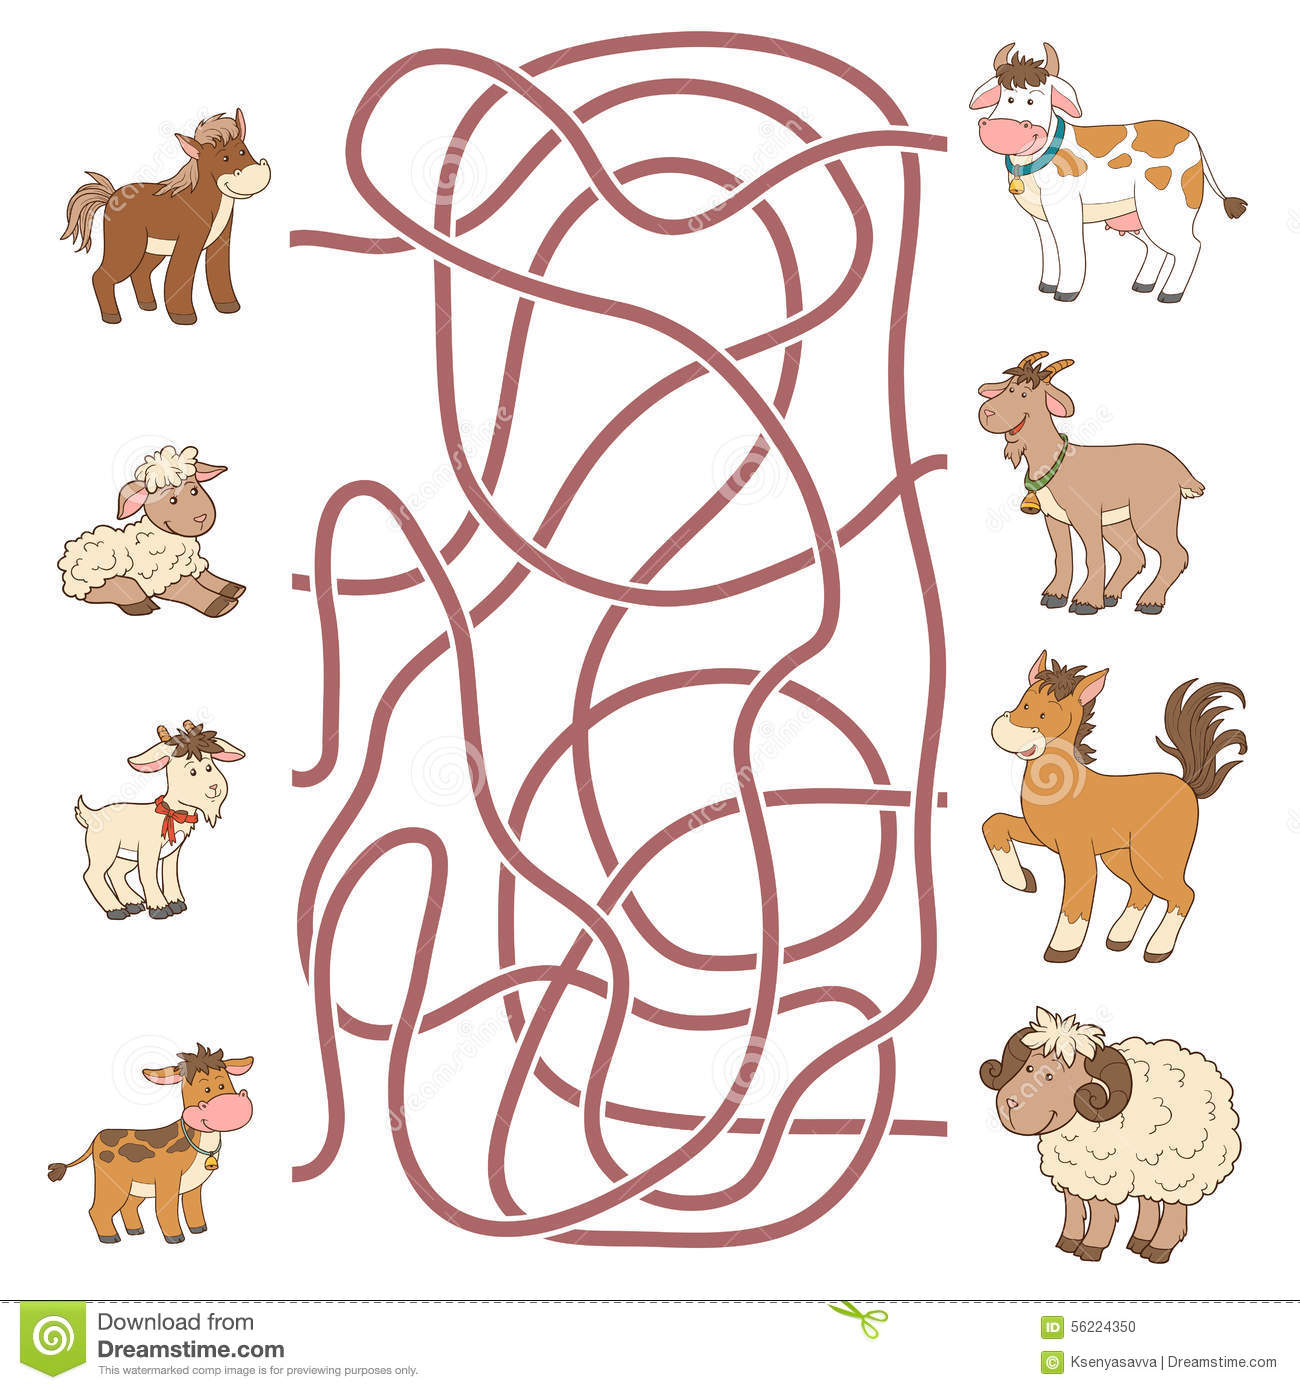 Download from
Dreamstime.com
This watermarked comp image is for previewing purposes only.
ID 56224350
© Ksenyasavva | Dreamstime.com